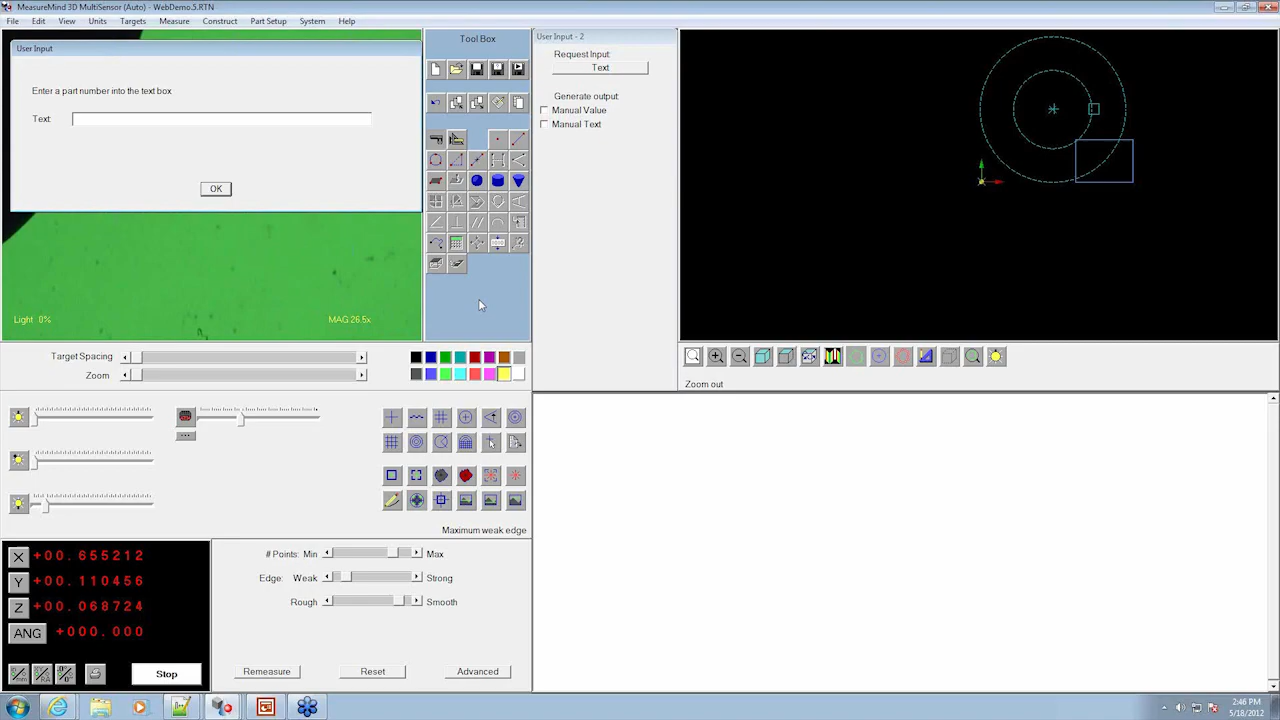 MeasureMind 3D MultiSensor (Auto) - WebDemo.5.RTN
File Edit View Units Targets Measure Construct Part Setup System Help
User Input
Enter a part number into the text box
Text:
OK
Light 8%
MAG 26.5x
Tool Box
User Input - 2
Request Input:
Text
Generate output:
Manual Value
Manual Text
Zoom out
Target Spacing
Zoom
Maximum weak edge
X +00.655212
Y +00.110456
Z +00.068724
ANG +000.000
Stop
# Points: Min Max
Edge: Weak Strong
Rough Smooth
Remeasure Reset Advanced
2:46 PM
5/18/2012